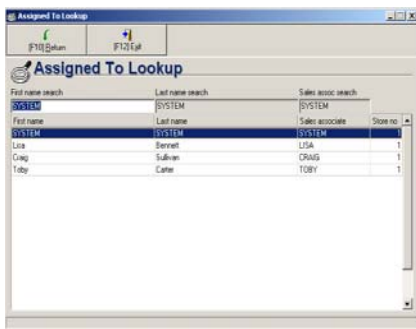 Assigned To Lookup
[F10] Return [F12] Exit
Assigned To Lookup
First name search Last name search Sales assoc search
SYSTEM SYSTEM SYSTEM
First name Last name Sales associate Store no
SYSTEM SYSTEM SYSTEM 1
Lisa Bennett LISA 1
Craig Sullivan CRAIG 1
Toby Carter TOBY 1